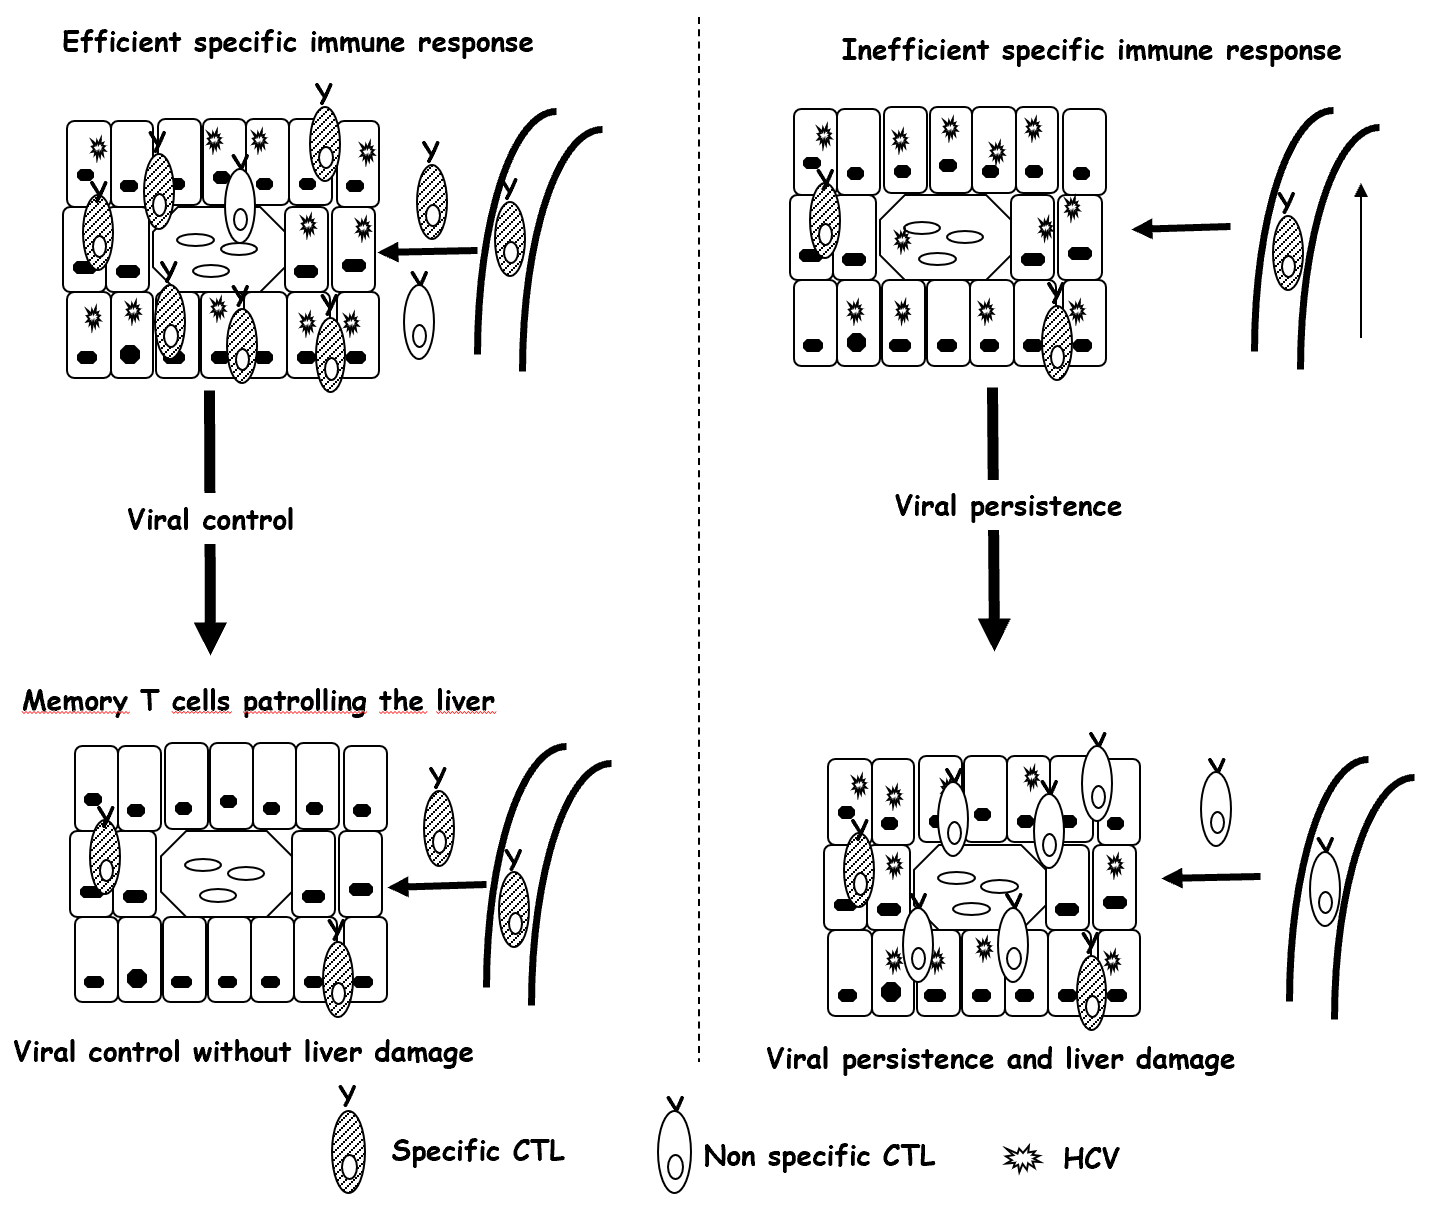 Efficient specific immune response
Inefficient specific immune response
Viral control
Viral persistence
Memory T cells patrolling the liver
Viral control without liver damage
Viral persistence and liver damage
Specific CTL
Non specific CTL
HCV